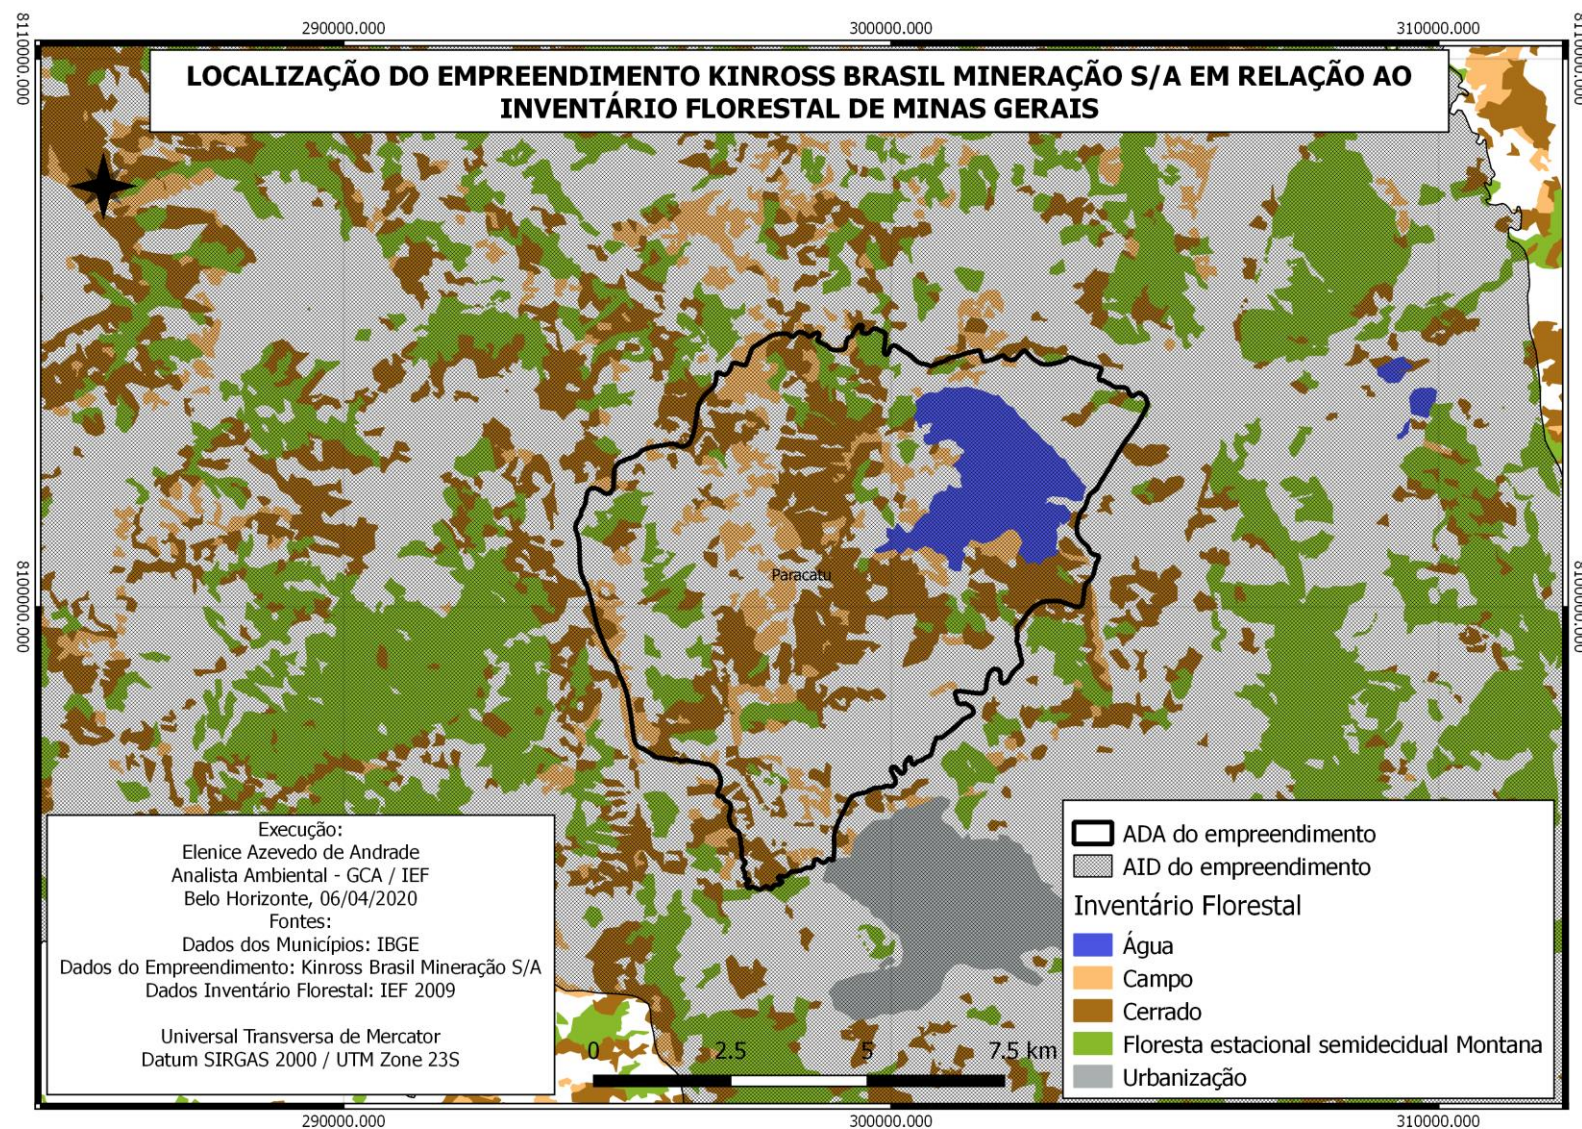 290000.000
300000.000
310000.000
8110000.000
8110000.000
LOCALIZAÇÃO DO EMPREENDIMENTO KINROSS BRASIL MINERAÇÃO S/A EM RELAÇÃO AO
INVENTÁRIO FLORESTAL DE MINAS GERAIS
Paracatu
8100000.000
8100000.000
Execução:
Elenice Azevedo de Andrade
Analista Ambiental - GCA / IEF
Belo Horizonte, 06/04/2020
Fontes:
Dados dos Municípios: IBGE
Dados do Empreendimento: Kinross Brasil Mineração S/A
Dados Inventário Florestal: IEF 2009
Universal Transversa de Mercator
Datum SIRGAS 2000 / UTM Zone 23S
0 2.5 5 7.5 km
ADA do empreendimento
AID do empreendimento
Inventário Florestal
Água
Campo
Cerrado
Floresta estacional semidecidual Montana
Urbanização
290000.000
300000.000
310000.000